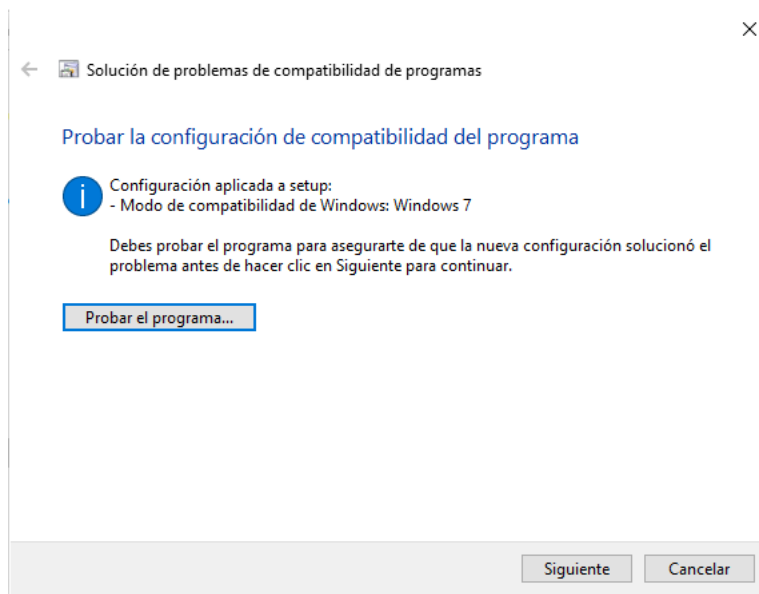 Solución de problemas de compatibilidad de programas
Probar la configuración de compatibilidad del programa
Configuración aplicada a setup:
- Modo de compatibilidad de Windows: Windows 7
Debes probar el programa para asegurarte de que la nueva configuración solucionó el
problema antes de hacer clic en Siguiente para continuar.
Probar el programa...
Siguiente
Cancelar